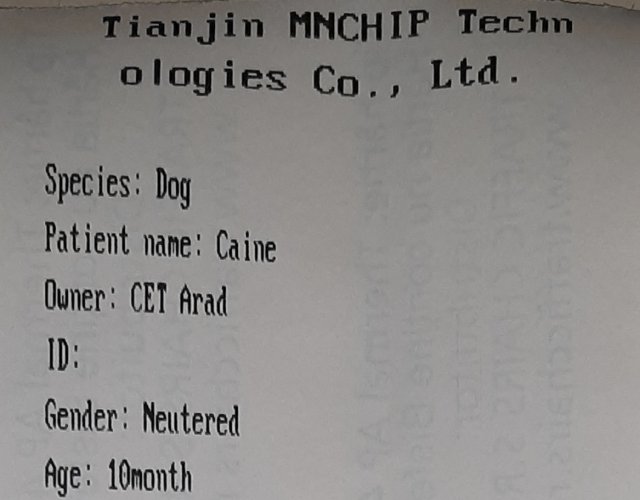 Tianjin MNCHIP Techn
ologies Co., Ltd.
Species: Dog
Patient name: Caine
Owner: CET Arad
ID:
Gender: Neutered
Age: 10month